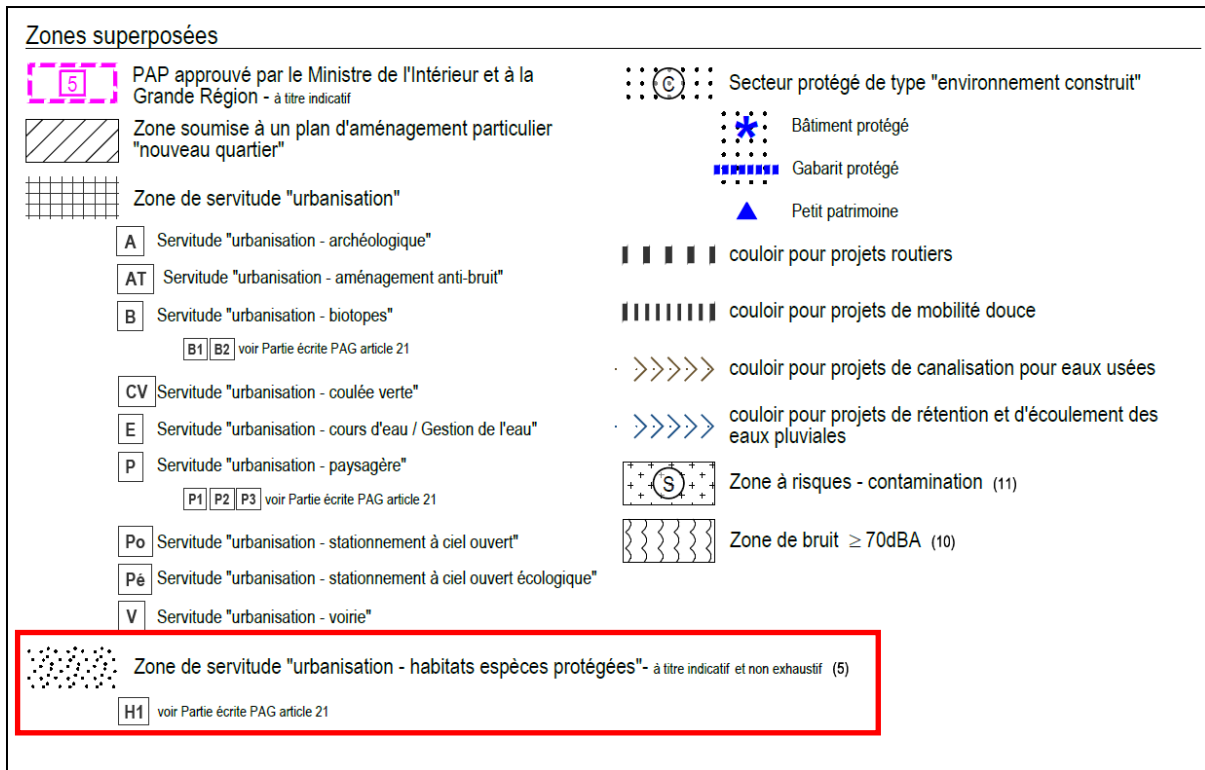 Zones superposées
5
PAP approuvé par le Ministre de l'Intérieur et à la
Grande Région - à titre indicatif
Zone soumise à un plan d'aménagement particulier
"nouveau quartier"
Zone de servitude "urbanisation"
A Servitude "urbanisation - archéologique"
AT Servitude "urbanisation - aménagement anti-bruit"
B Servitude "urbanisation - biotopes"
B1 B2 voir Partie écrite PAG article 21
CV Servitude "urbanisation - coulée verte"
E Servitude "urbanisation - cours d'eau / Gestion de l'eau"
P Servitude "urbanisation - paysagère"
P1 P2 P3 voir Partie écrite PAG article 21
Po Servitude "urbanisation - stationnement à ciel ouvert"
Pé Servitude "urbanisation - stationnement à ciel ouvert écologique"
V Servitude "urbanisation - voirie"
Zone de servitude "urbanisation - habitats espèces protégées"- à titre indicatif et non exhaustif (5)
H1 voir Partie écrite PAG article 21
C Secteur protégé de type "environnement construit"
Bâtiment protégé
Gabarit protégé
Petit patrimoine
couloir pour projets routiers
couloir pour projets de mobilité douce
couloir pour projets de canalisation pour eaux usées
couloir pour projets de rétention et d'écoulement des
eaux pluviales
S Zone à risques - contamination (11)
Zone de bruit ≥ 70dBA (10)